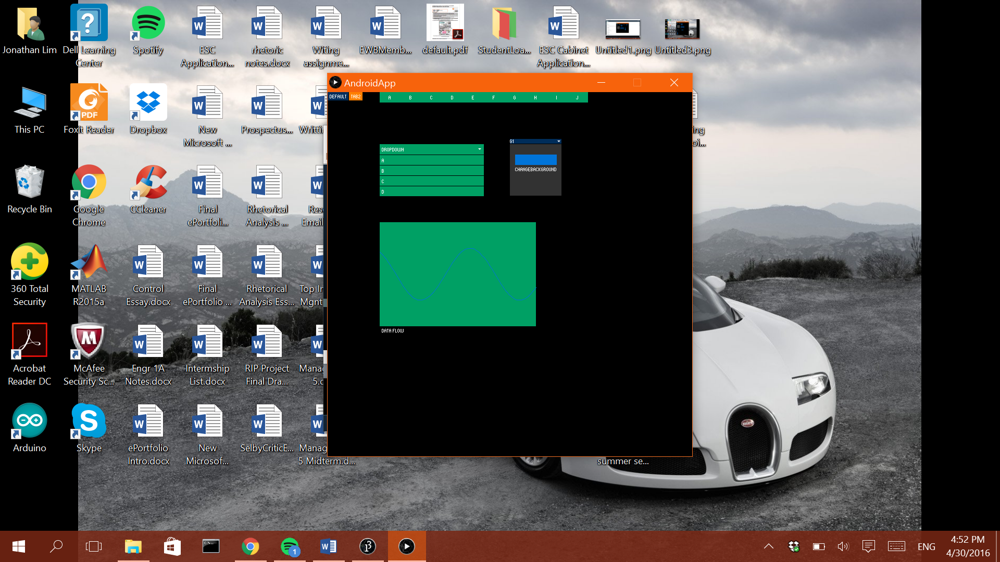 Jonathan Lim
Dell Learning
Center
Spotify
ESC
Application...
rhetoric
notes.docx
Witing
assignme...
EWBMemb...
default.pdf
StudentLoa...
ESC Cabinet
Application...
Untitled1.png
Untitled3.png
AndroidApp
DEFAULT
TAB2
A B C D E F G H I J
This PC
Foxit Reader
PDF
Dropbox
New
Microsoft ...
Prospectus...
Writti
ing
oi...
DROPDOWN
A
B
C
D
G1
CHANGEBACKGROUND
Recycle Bin
Google
Chrome
CCleaner
Final
ePortfoli...
Rhetorical
Analysis ...
Res
Email
360 Total
Security
MATLAB
R2015a
Control
Essay.docx
Final
ePortfolio ...
Rhetorical
Analysis Ess...
Top In
Mgnt
DATA FLOW
Acrobat
Reader DC
McAfee
Security Sc...
Engr 1A
Notes.docx
Intermship
List.docx
RIP Project
Final Dra...
Mana
5.
Arduino
Skype
ePortfolio
Intro.docx
New
Microsof...
SelbyCriticE...
Manag
5 Midterm.d...
summer se...
1
ENG
4:52 PM
4/30/2016